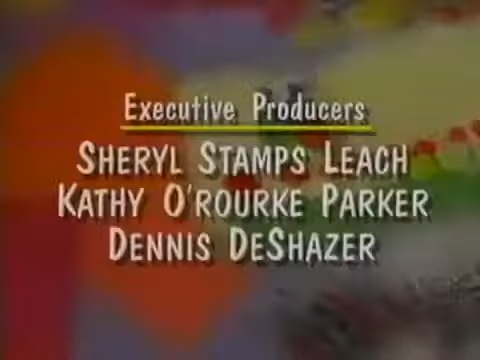 Executive Producers
SHERYL STAMPS LEACH
KATHY O'ROURKE PARKER
DENNIS DESHAZER